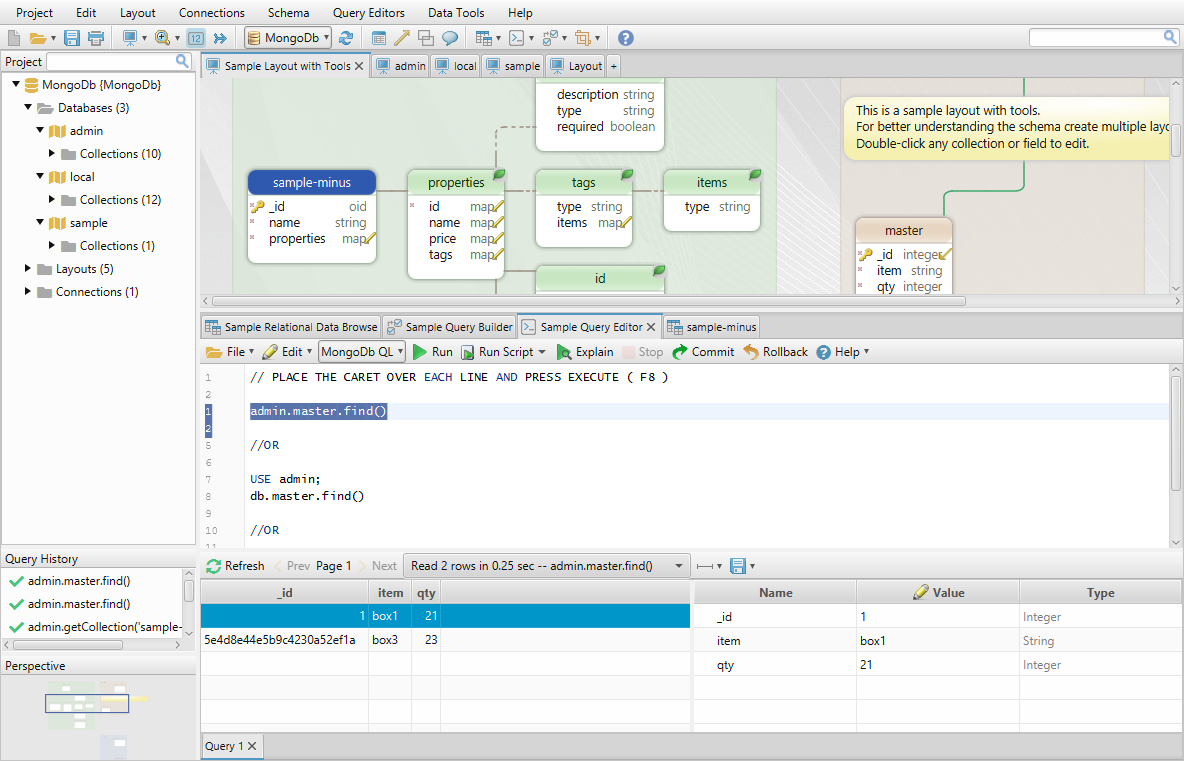 Project Edit Layout Connections Schema Query Editors Data Tools Help
12 MongoDb
Project
MongoDb {MongoDb}
Databases (3)
admin
Collections (10)
local
Collections (12)
sample
Collections (1)
Layouts (5)
Connections (1)
Query History
admin.master.find()
admin.master.find()
admin.getCollection('sample-
Perspective
Sample Layout with Tools admin local sample Layout +
description string
type string
required boolean
sample-minus
_id oid
name string
properties map
properties
id map
name map
price map
tags map
tags
type string
items map
items
type string
id
This is a sample layout with tools.
For better understanding the schema create multiple layo
Double-click any collection or field to edit.
master
_id integer
item string
qty integer
Sample Relational Data Browse Sample Query Builder Sample Query Editor sample-minus
File Edit MongoDB QL Run Run Script Explain Stop Commit Rollback Help
1 // PLACE THE CARET OVER EACH LINE AND PRESS EXECUTE ( F8 )
2
1 admin.master.find()
2
5 //OR
6
7 USE admin;
8 db.master.find()
9
10 //OR
11
Refresh Prev Page 1 Next Read 2 rows in 0.25 sec -- admin.master.find()
_id item qty
1 box1 21
5e4d8e44e5b9c4230a52ef1a box3 23
Name Value Type
_id 1 Integer
item box1 String
qty 21 Integer
Query 1